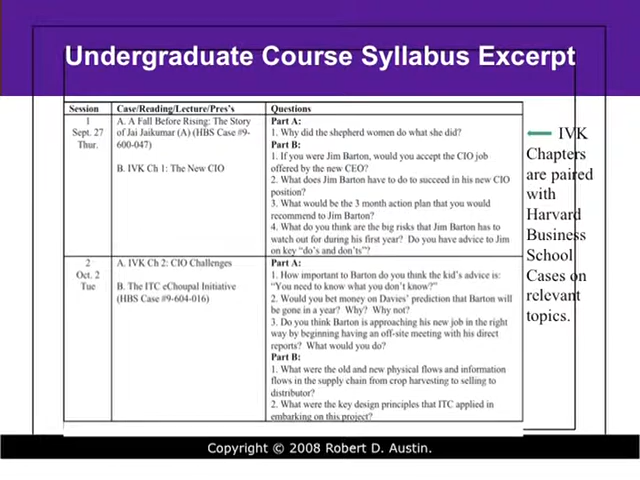 Undergraduate Course Syllabus Excerpt
Session Case/Reading/Lecture/Pres's Questions
1
Sept. 27
Thur.
A. A Fall Before Rising: The Story
of Jai Jaikumar (A) (HBS Case #9-
600-047)
B. IVK Ch 1: The New CIO
Part A:
1. Why did the shepherd women do what she did?
Part B:
1. If you were Jim Barton, would you accept the CIO job
offered by the new CEO?
2. What does Jim Barton have to do to succeed in his new CIO
position?
3. What would be the 3 month action plan that you would
recommend to Jim Barton?
4. What do you think are the big risks that Jim Barton has to
watch out for during his first year? Do you have advice to Jim
on key "do's and don'ts"?
2
Oct. 2
Tue
A. IVK Ch 2: CIO Challenges
B. The ITC eChoupal Initiative
(HBS Case #9-604-016)
Part A:
1. How important to Barton do you think the kid's advice is:
"You need to know what you don't know?"
2. Would you bet money on Davies' prediction that Barton will
be gone in a year? Why? Why not?
3. Do you think Barton is approaching his new job in the right
way by beginning having an off-site meeting with his direct
reports? What would you do?
Part B:
1. What were the old and new physical flows and information
flows in the supply chain from crop harvesting to selling to
distributor?
2. What were the key design principles that ITC applied in
embarking on this project?
IVK
Chapters
are paired
with
Harvard
Business
School
Cases on
relevant
topics.
Copyright © 2008 Robert D. Austin.